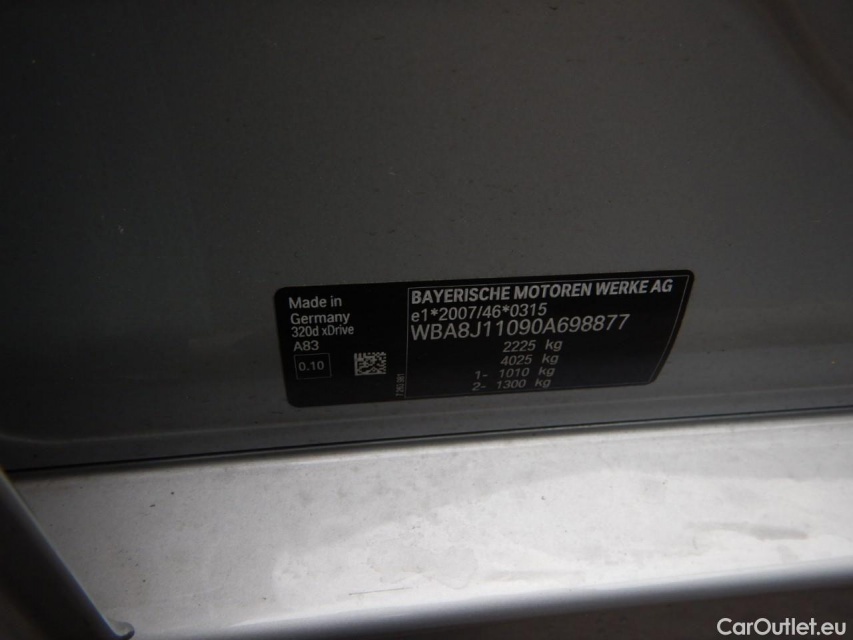 Made in
Germany
320d xDrive
A83
0.10
BAYERISCHE MOTOREN WERKE AG
e1*2007/46*0315
WBA8J11090A698877
2225 kg
4025 kg
1- 1010 kg
2- 1300 kg
CarOutlet.eu